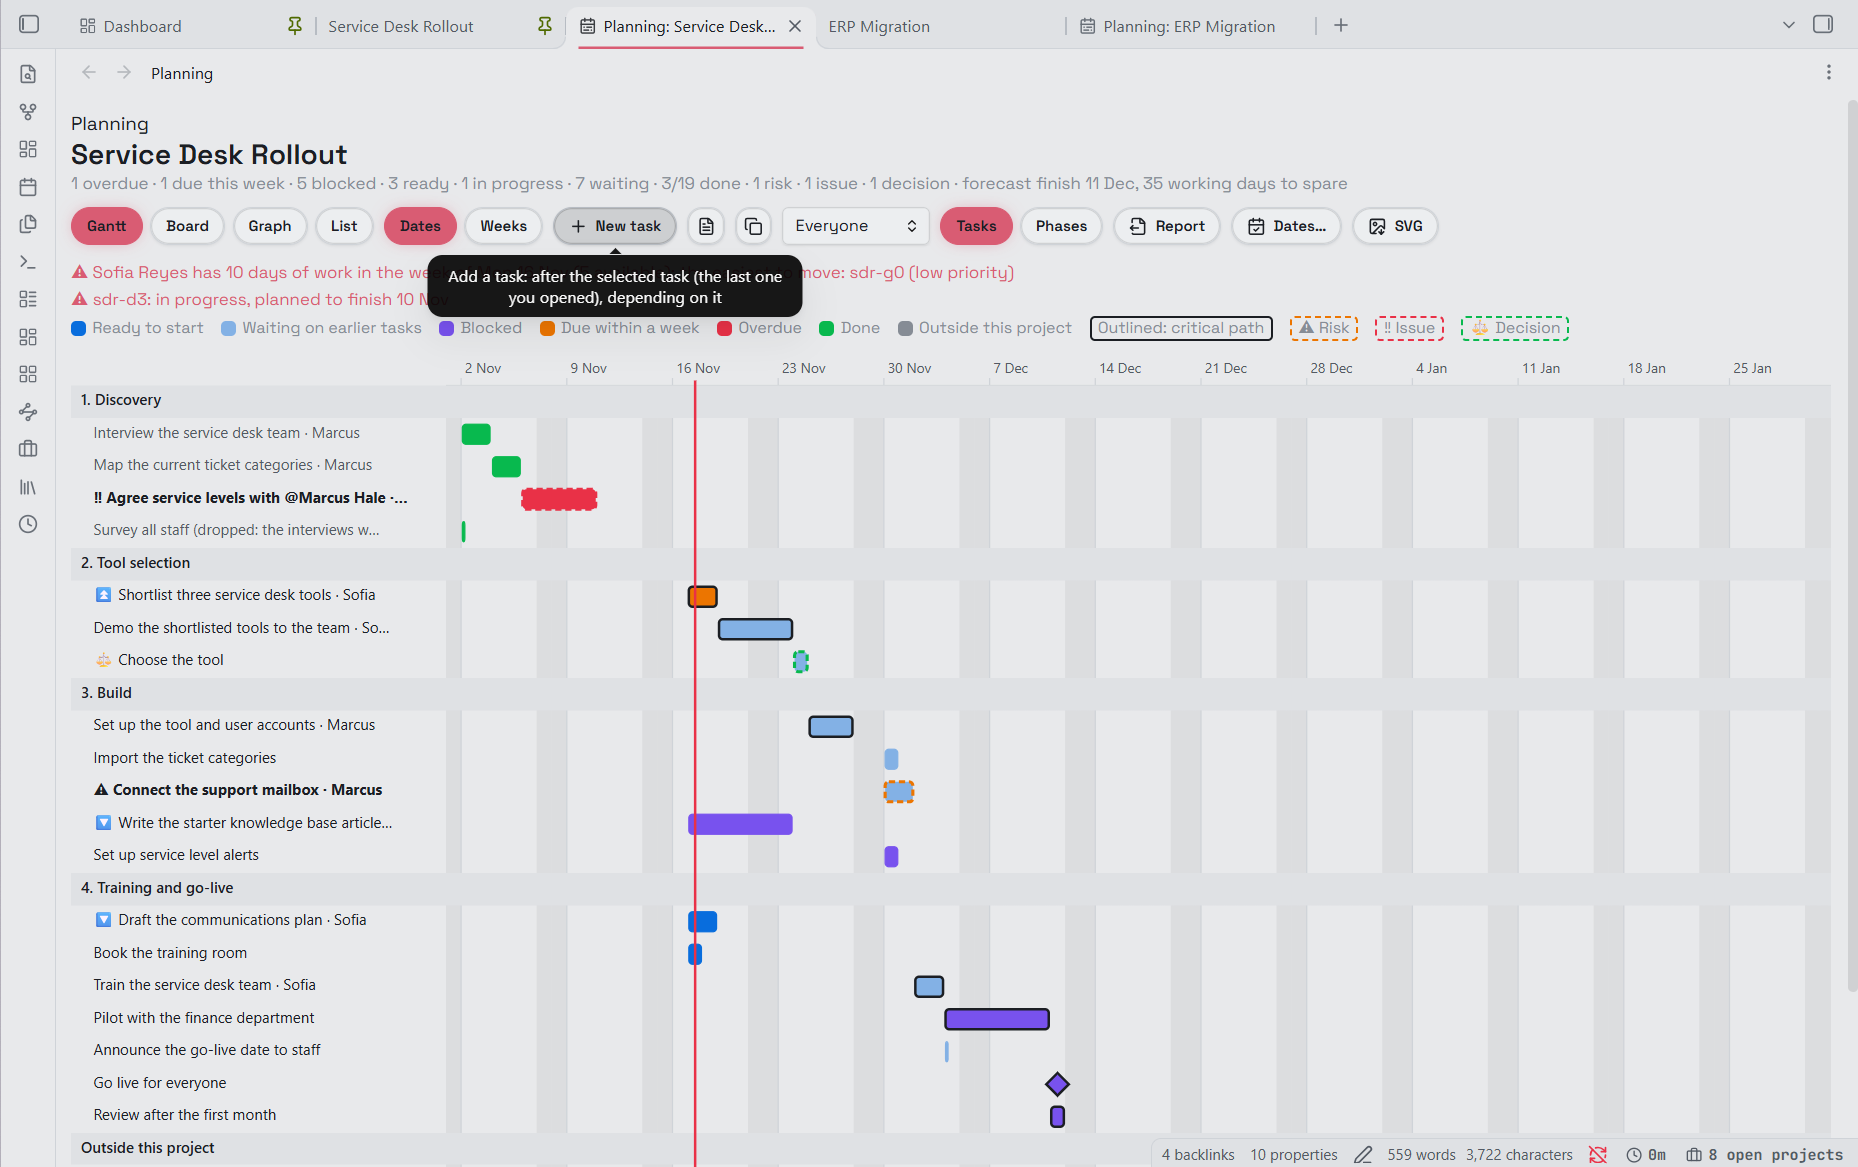 Dashboard
Service Desk Rollout
Planning: Service Desk...
ERP Migration
Planning: ERP Migration
Planning
Planning
Service Desk Rollout
1 overdue · 1 due this week · 5 blocked · 3 ready · 1 in progress · 7 waiting · 3/19 done · 1 risk · 1 issue · 1 decision · forecast finish 11 Dec, 35 working days to spare
Gantt
Board
Graph
List
Dates
Weeks
+ New task
Everyone
Tasks
Phases
Report
Dates...
SVG
Add a task: after the selected task (the last one
you opened), depending on it
⚠ Sofia Reyes has 10 days of work in the move: sdr-g0 (low priority)
⚠ sdr-d3: in progress, planned to finish 10 Nov
Ready to start
Waiting on earlier tasks
Blocked
Due within a week
Overdue
Done
Outside this project
Outlined: critical path
⚠ Risk
‼ Issue
⚖ Decision
2 Nov
9 Nov
16 Nov
23 Nov
30 Nov
7 Dec
14 Dec
21 Dec
28 Dec
4 Jan
11 Jan
18 Jan
25 Jan
1. Discovery
Interview the service desk team · Marcus
Map the current ticket categories · Marcus
‼ Agree service levels with @Marcus Hale ·...
Survey all staff (dropped: the interviews w...
2. Tool selection
Shortlist three service desk tools · Sofia
Demo the shortlisted tools to the team · So...
⚖ Choose the tool
3. Build
Set up the tool and user accounts · Marcus
Import the ticket categories
⚠ Connect the support mailbox · Marcus
Write the starter knowledge base article...
Set up service level alerts
4. Training and go-live
Draft the communications plan · Sofia
Book the training room
Train the service desk team · Sofia
Pilot with the finance department
Announce the go-live date to staff
Go live for everyone
Review after the first month
Outside this project
4 backlinks
10 properties
559 words
3,722 characters
0m
8 open projects